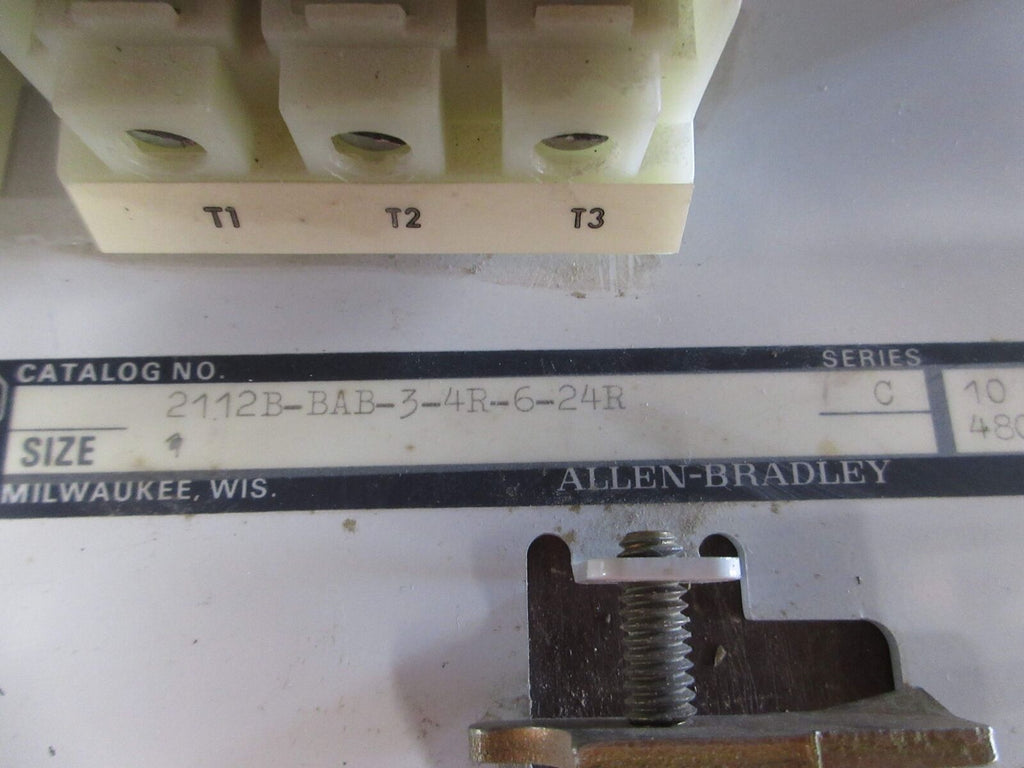 T1 T2 T3
CATALOG NO. SERIES
2112B-BAB-3-4R-6-24R C 10
SIZE 1 480
MILWAUKEE, WIS. ALLEN-BRADLEY